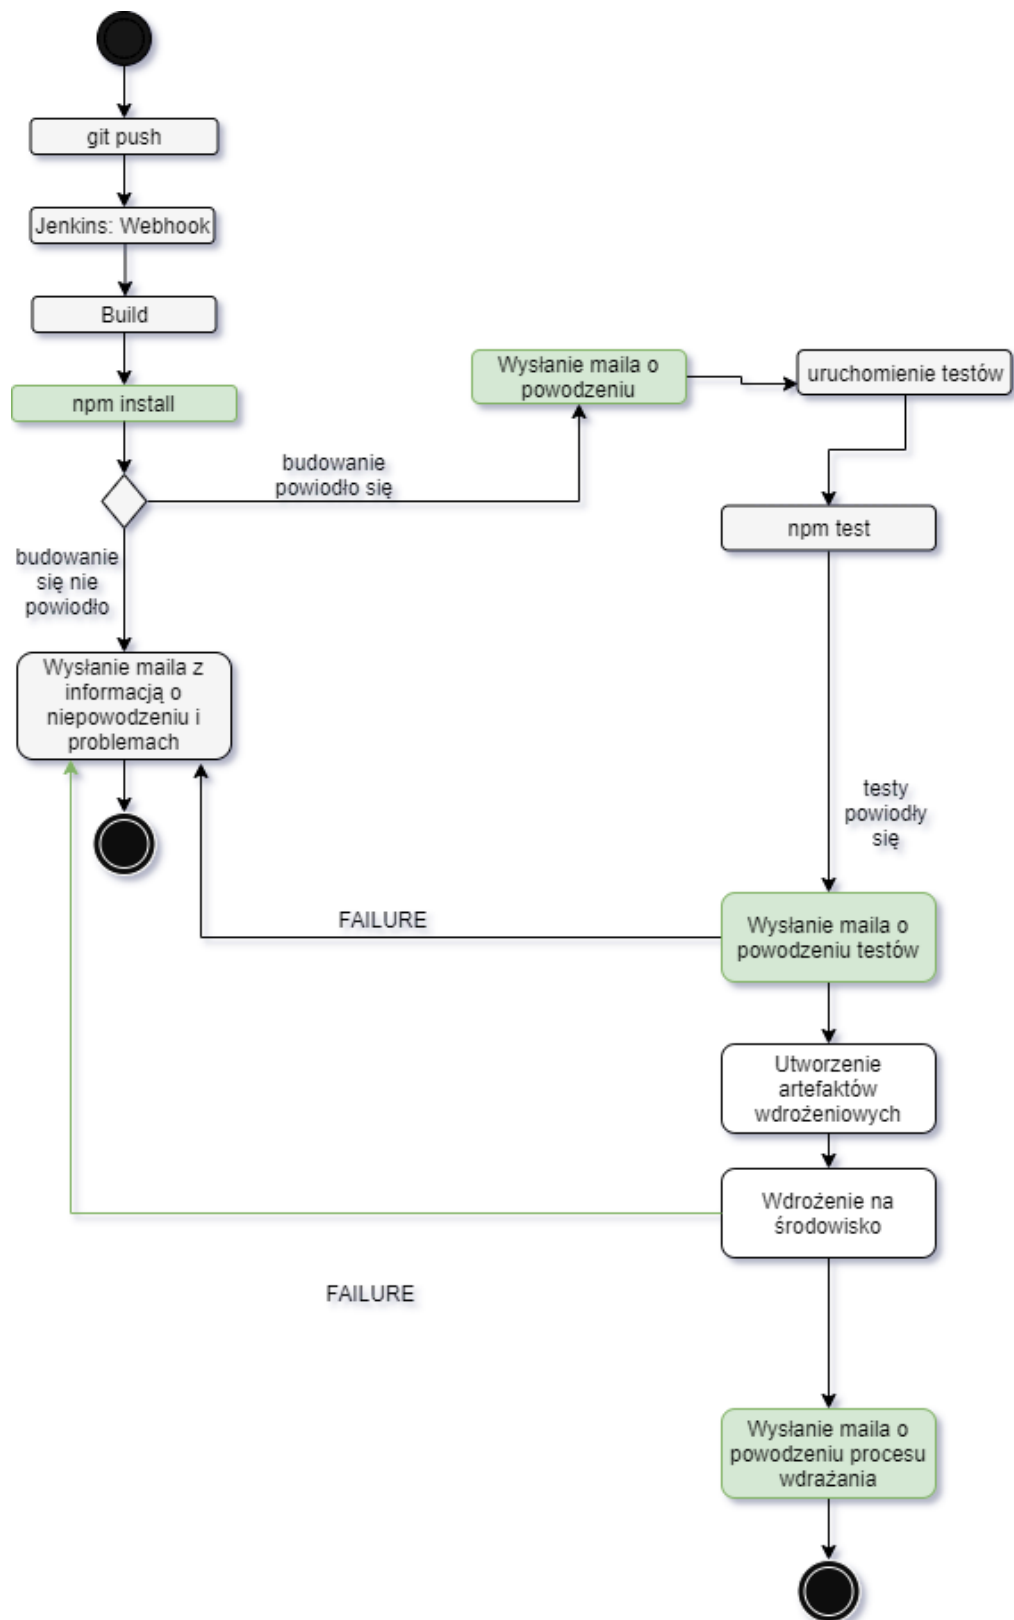 git push
Jenkins: Webhook
Build
npm install
budowanie
powiodło się
Wysłanie maila o
powodzeniu
uruchomienie testów
npm test
budowanie
się nie
powiodło
Wysłanie maila z
informacją o
niepowodzeniu i
problemach
testy
powiodły
się
FAILURE
Wysłanie maila o
powodzeniu testów
Utworzenie
artefaktów
wdrożeniowych
Wdrożenie na
środowisko
FAILURE
Wysłanie maila o
powodzeniu procesu
wdrażania